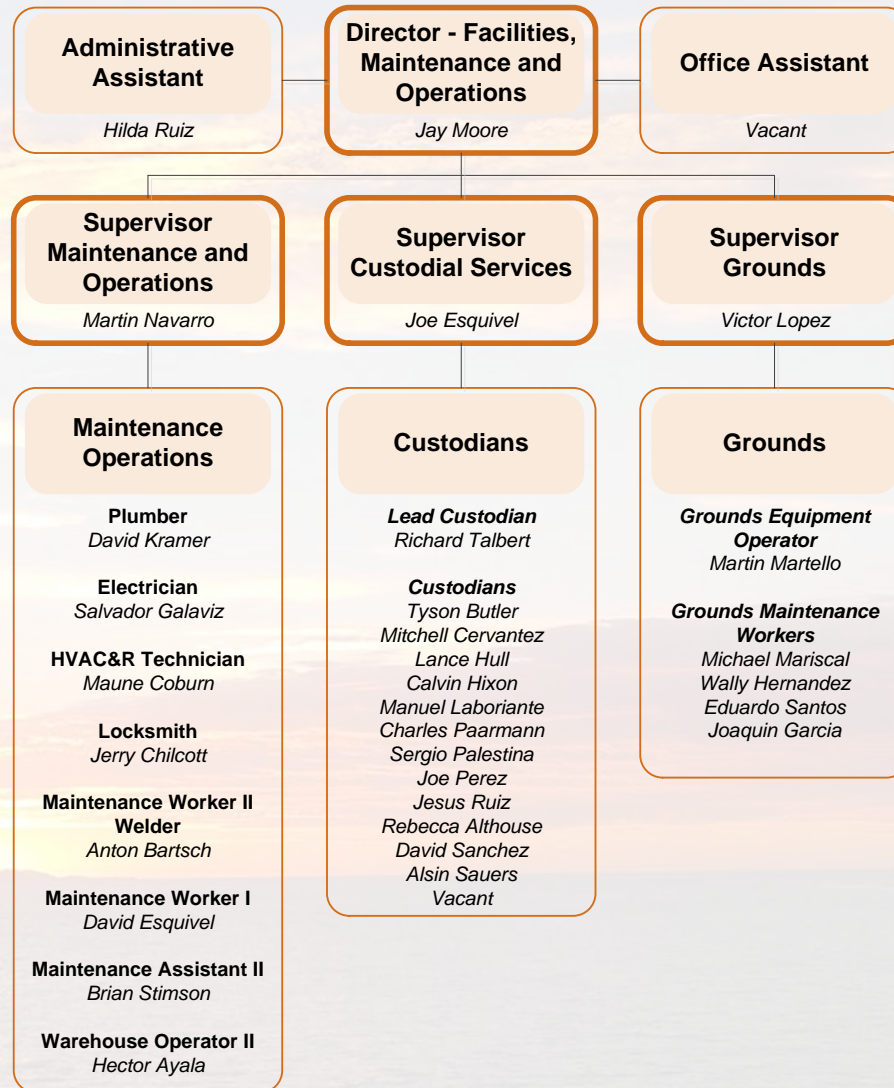 Administrative
Assistant
Hilda Ruiz
Director - Facilities,
Maintenance and
Operations
Jay Moore
Office Assistant
Vacant
Supervisor
Maintenance and
Operations
Martin Navarro
Supervisor
Custodial Services
Joe Esquivel
Supervisor
Grounds
Victor Lopez
Maintenance
Operations
Plumber
David Kramer
Electrician
Salvador Galaviz
HVAC&R Technician
Maune Coburn
Locksmith
Jerry Chilcott
Maintenance Worker II
Welder
Anton Bartsch
Maintenance Worker I
David Esquivel
Maintenance Assistant II
Brian Stimson
Warehouse Operator II
Hector Ayala
Custodians
Lead Custodian
Richard Talbert
Custodians
Tyson Butler
Mitchell Cervantez
Lance Hull
Calvin Hixon
Manuel Laboriante
Charles Paarmann
Sergio Palestina
Joe Perez
Jesus Ruiz
Rebecca Althouse
David Sanchez
Alsin Sauers
Vacant
Grounds
Grounds Equipment
Operator
Martin Martello
Grounds Maintenance
Workers
Michael Mariscal
Wally Hernandez
Eduardo Santos
Joaquin Garcia